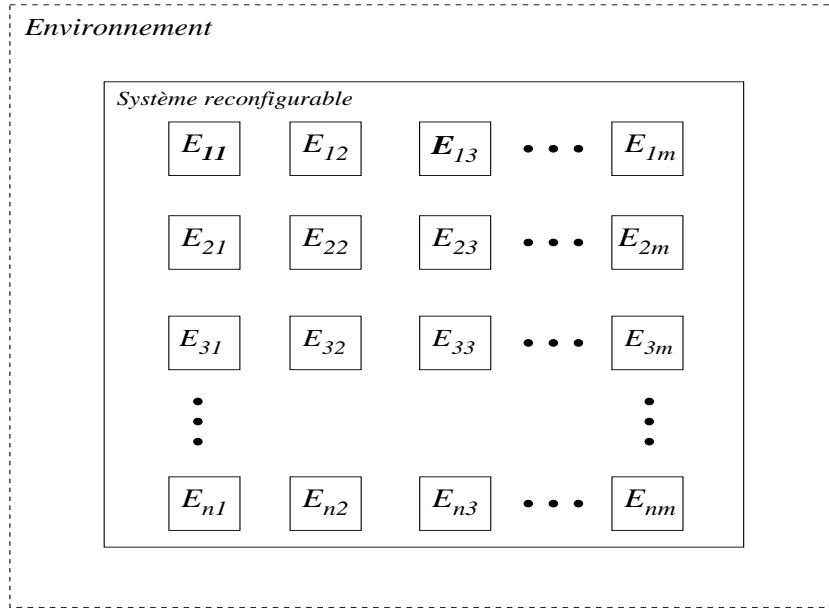 Environnement
Système reconfigurable
E11 E12 E13 • • • E1m
E21 E22 E23 • • • E2m
E31 E32 E33 • • • E3m
En1 En2 En3 • • • Enm